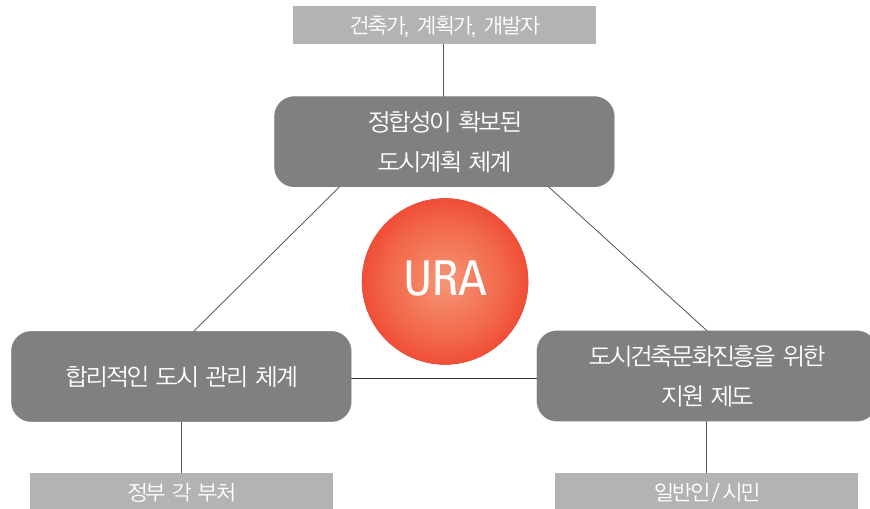 건축가, 계획가, 개발자
정합성이 확보된
도시계획 체계
URA
합리적인 도시 관리 체계
도시건축문화진흥을 위한
지원 제도
정부 각 부처
일반인/시민